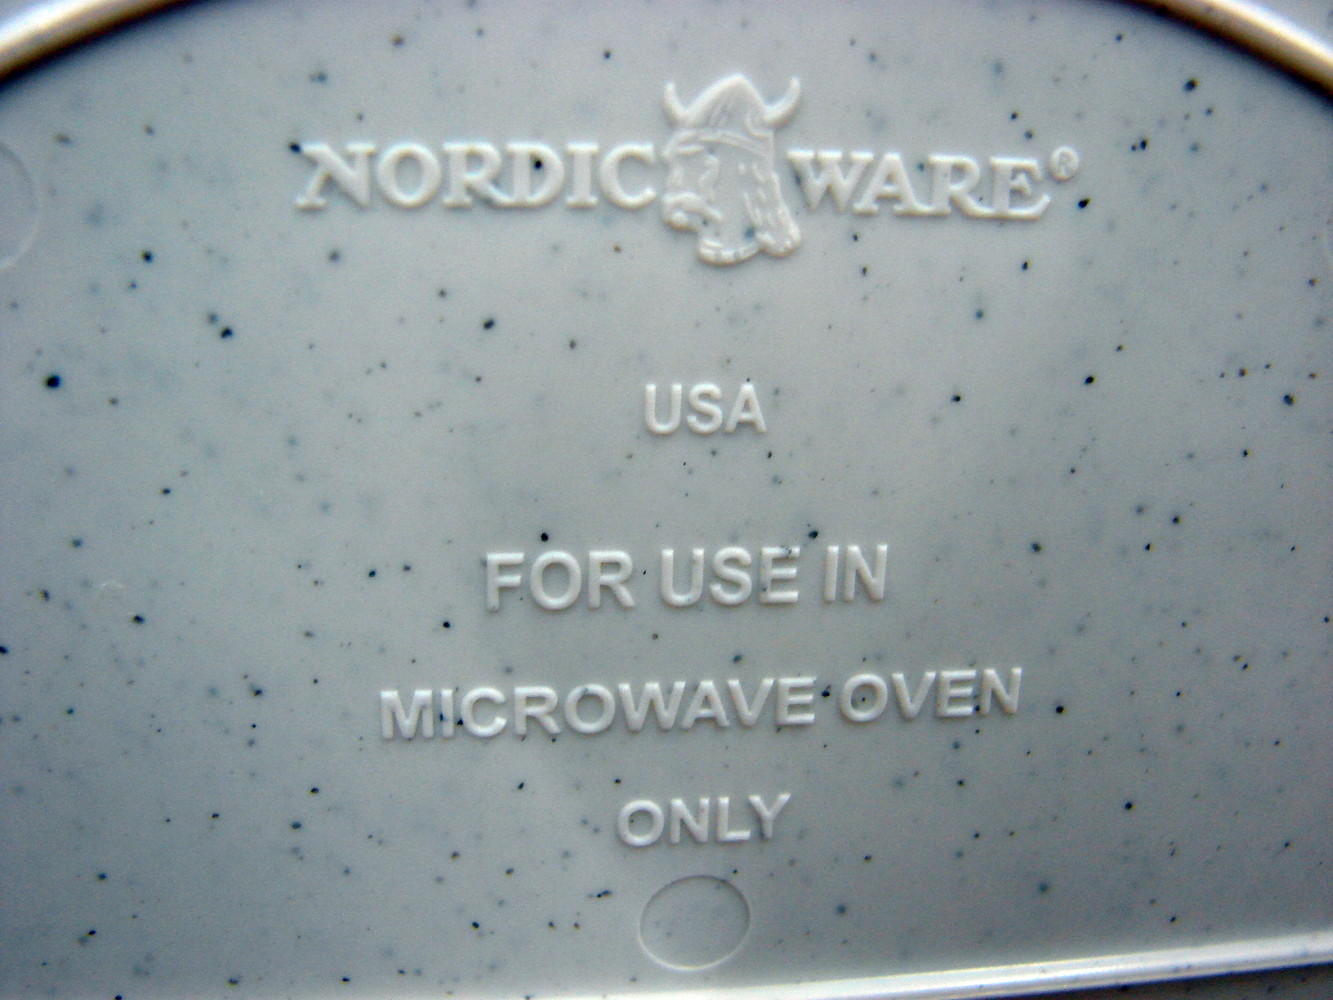 NORDIC WARE®
USA
FOR USE IN
MICROWAVE OVEN
ONLY